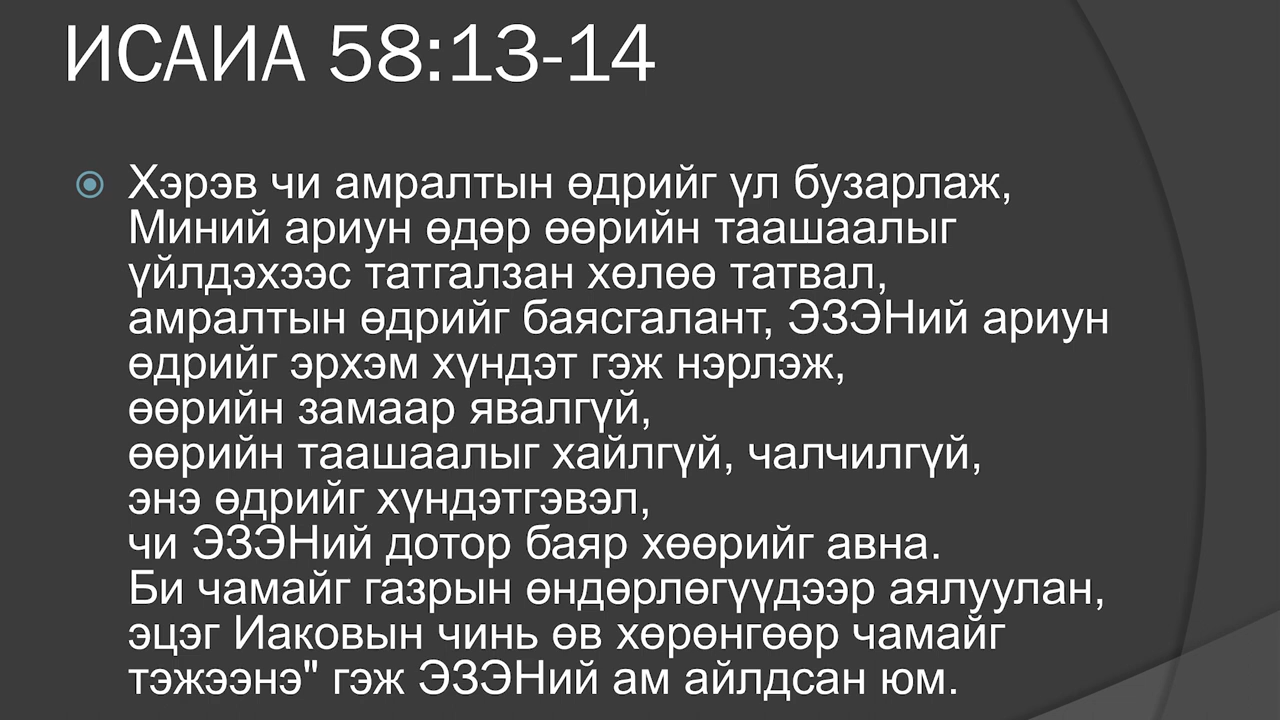 ИСАИА 58:13-14
Хэрэв чи амралтын өдрийг үл бузарлаж,
Миний ариун өдөр өөрийн таашаалыг
үйлдэхээс татгалзан хөлөө татвал,
амралтын өдрийг баясгалант, ЭЗЭНий ариун
өдрийг эрхэм хүндэт гэж нэрлэж,
өөрийн замаар явалгүй,
өөрийн таашаалыг хайлгүй, чалчилгүй,
энэ өдрийг хүндэтгэвэл,
чи ЭЗЭНий дотор баяр хөөрийг авна.
Би чамайг газрын өндөрлөгүүдээр аялуулан,
эцэг Иаковын чинь өв хөрөнгөөр чамайг
тэжээнэ" гэж ЭЗЭНий ам айлдсан юм.